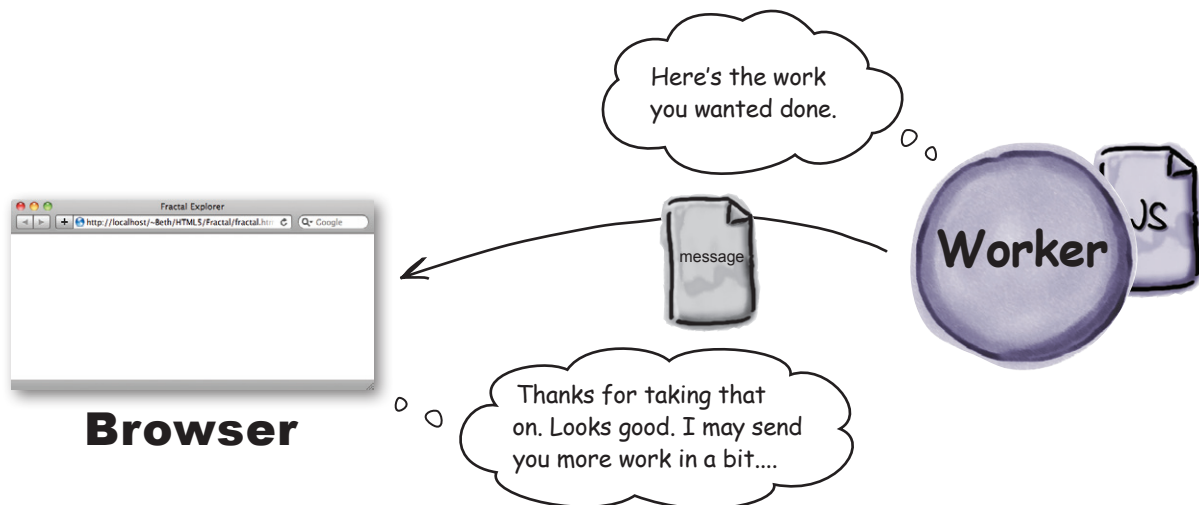 Here's the work
you wanted done.
Fractal Explorer
http://localhost/~Beth/HTML5/Fractal/fractal.htm
Google
message
Worker
JS
Browser
Thanks for taking that
on. Looks good. I may send
you more work in a bit....